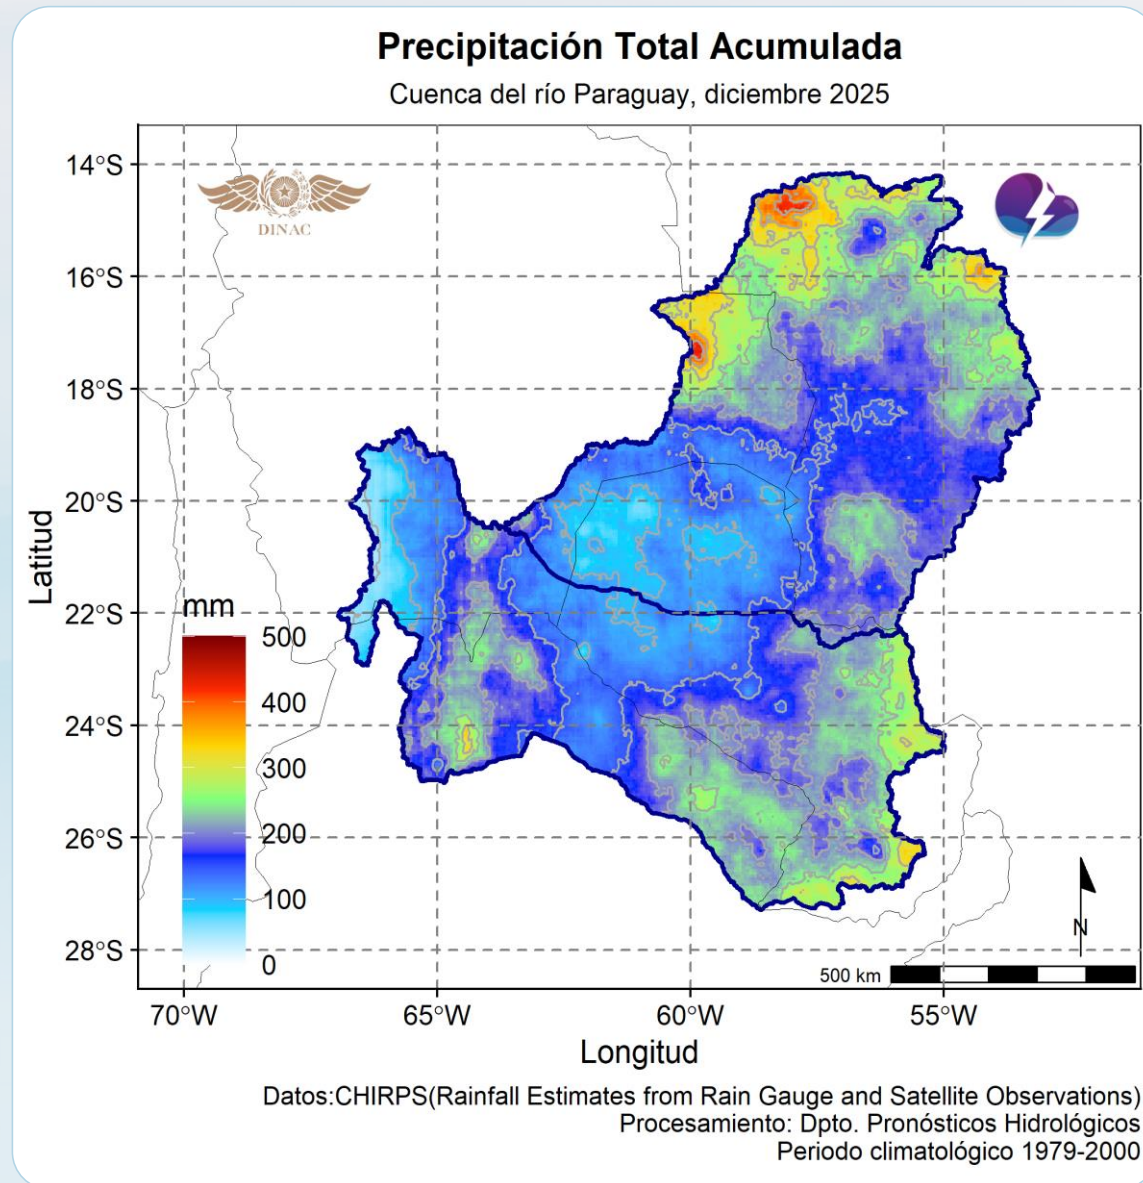 Precipitación Total Acumulada
Cuenca del río Paraguay, diciembre 2025
14°S
16°S
18°S
20°S
22°S
24°S
26°S
28°S
Latitud
DINAC
mm
500
400
300
200
100
0
N
500 km
70°W
65°W
60°W
55°W
Longitud
Datos:CHIRPS(Rainfall Estimates from Rain Gauge and Satellite Observations)
Procesamiento: Dpto. Pronósticos Hidrológicos
Periodo climatológico 1979-2000